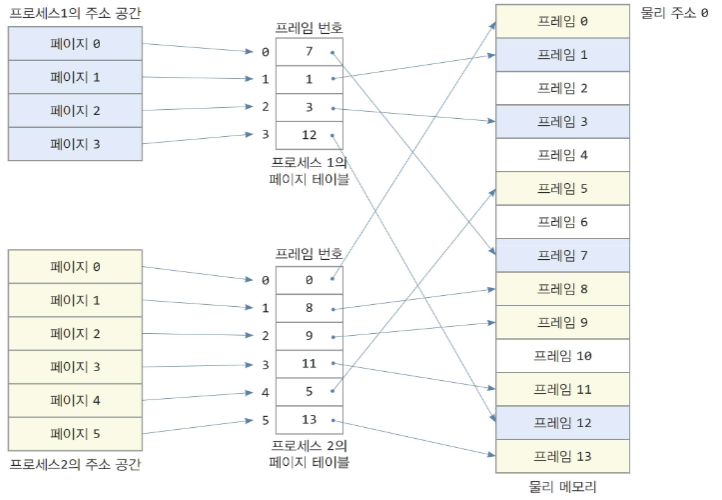 프로세스1의 주소 공간
페이지 0
페이지 1
페이지 2
페이지 3
프레임 번호
0 7
1 1
2 3
3 12
프로세스 1의
페이지 테이블
페이지 0
페이지 1
페이지 2
페이지 3
페이지 4
페이지 5
프로세스2의 주소 공간
프레임 번호
0 0
1 8
2 9
3 11
4 5
5 13
프로세스 2의
페이지 테이블
물리 주소 0
프레임 0
프레임 1
프레임 2
프레임 3
프레임 4
프레임 5
프레임 6
프레임 7
프레임 8
프레임 9
프레임 10
프레임 11
프레임 12
프레임 13
물리 메모리